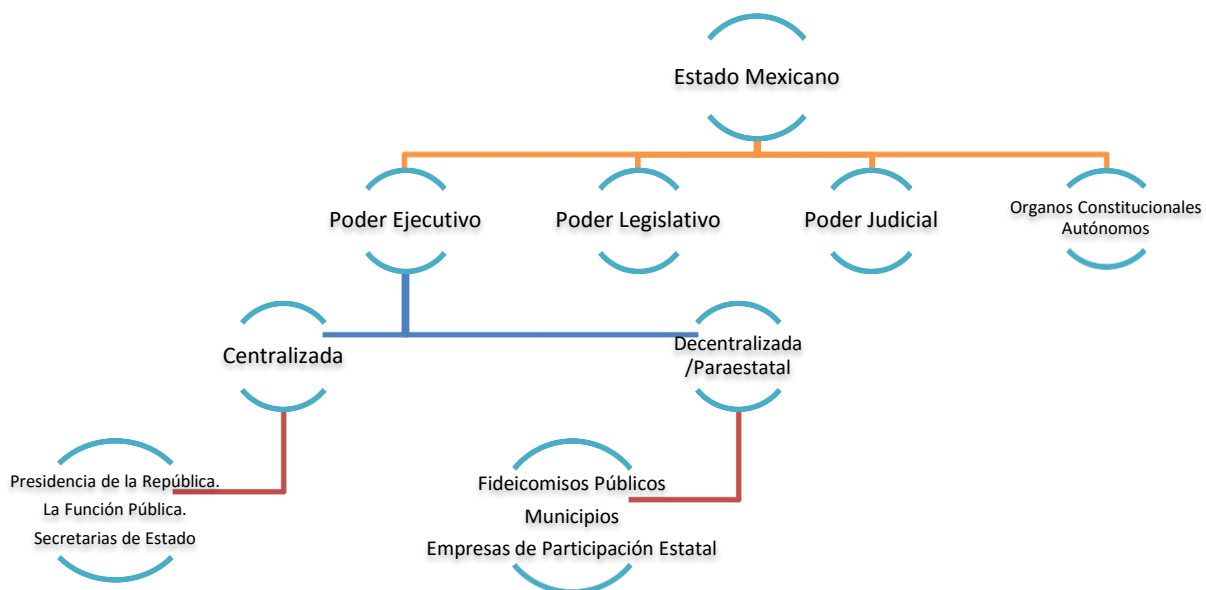 Estado Mexicano
Poder Ejecutivo
Poder Legislativo
Poder Judicial
Organos Constitucionales
Autónomos
Centralizada
Decentralizada
/Paraestatal
Presidencia de la República.
La Función Pública.
Secretarias de Estado
Fideicomisos Públicos
Municipios
Empresas de Participación Estatal